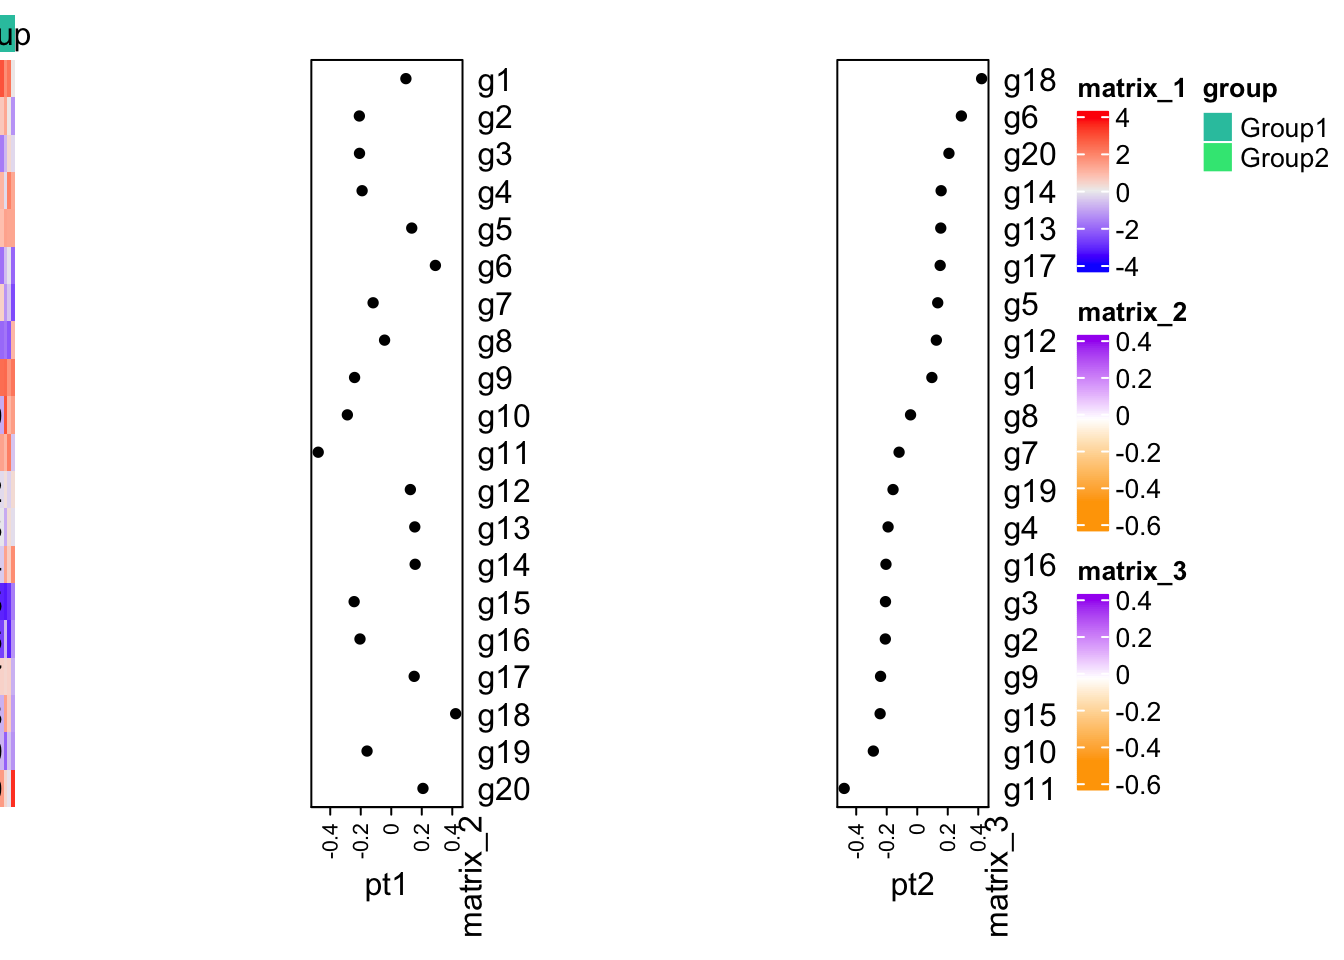 up
g1
g2
g3
g4
g5
g6
g7
g8
g9
g10
g11
g12
g13
g14
g15
g16
g17
g18
g19
g20
-0.4
-0.2
0
0.2
0.4
pt1
matrix_2
g18
g6
g20
g14
g13
g17
g5
g12
g1
g8
g7
g19
g4
g16
g3
g2
g9
g15
g10
g11
-0.4
-0.2
0
0.2
0.4
pt2
matrix_3
matrix_1
4
2
0
-2
-4
group
Group1
Group2
matrix_2
0.4
0.2
0
-0.2
-0.4
-0.6
matrix_3
0.4
0.2
0
-0.2
-0.4
-0.6